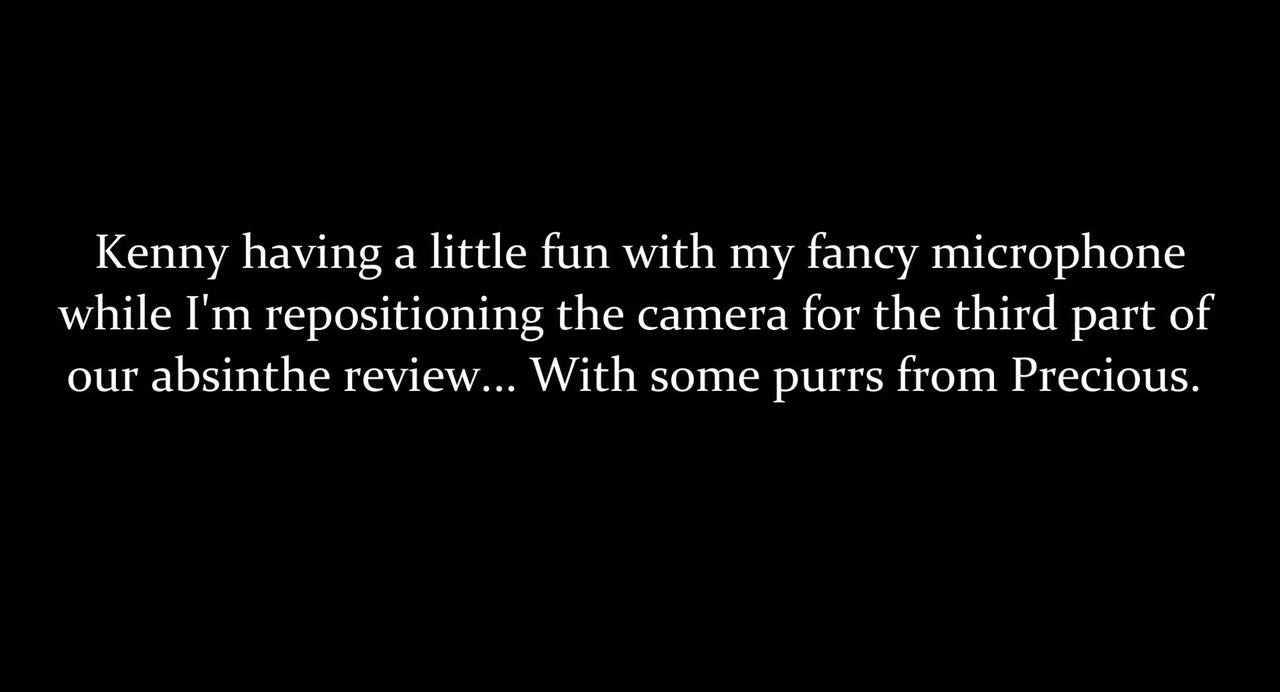 Kenny having a little fun with my fancy microphone
while I'm repositioning the camera for the third part of
our absinthe review... With some purrs from Precious.